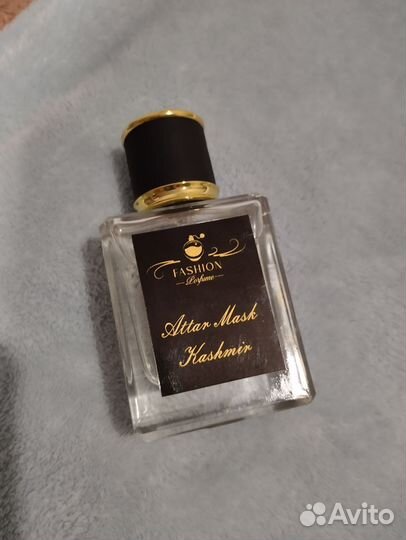 FASHION
Perfume
Attar Mask
Kashmir
Avito